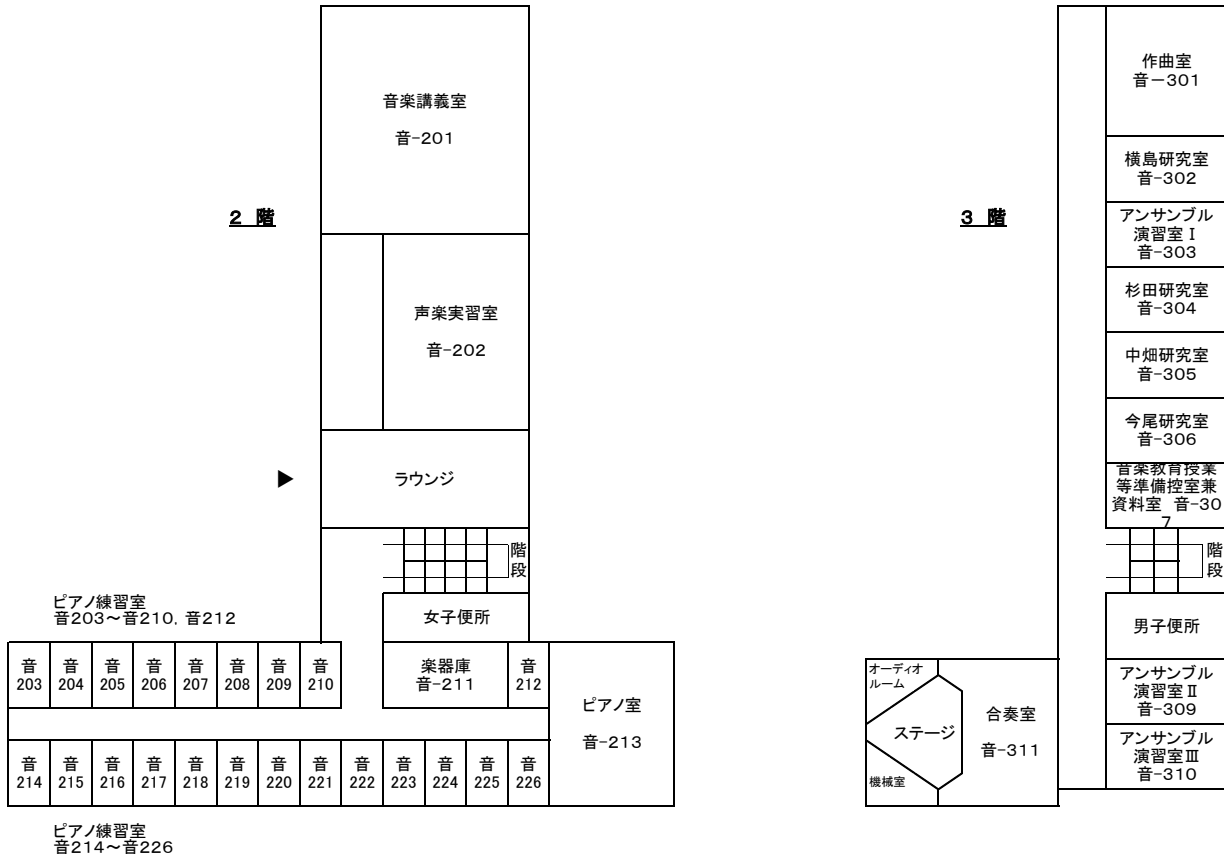 2 階
音楽講義室
音-201
声楽実習室
音-202
▶
ラウンジ
階
段
女子便所
ピアノ練習室
音203～音210, 音212
音
203
音
204
音
205
音
206
音
207
音
208
音
209
音
210
楽器庫
音-211
音
212
ピアノ室
音-213
音
214
音
215
音
216
音
217
音
218
音
219
音
220
音
221
音
222
音
223
音
224
音
225
音
226
ピアノ練習室
音214～音226
3 階
作曲室
音－301
横島研究室
音-302
アンサンブル
演習室Ⅰ
音-303
杉田研究室
音-304
中畑研究室
音-305
今尾研究室
音-306
音楽教育授業
等準備控室兼
資料室 音-30
7
階
段
男子便所
アンサンブル
演習室Ⅱ
音-309
アンサンブル
演習室Ⅲ
音-310
オーディオ
ルーム
ステージ
機械室
合奏室
音-311